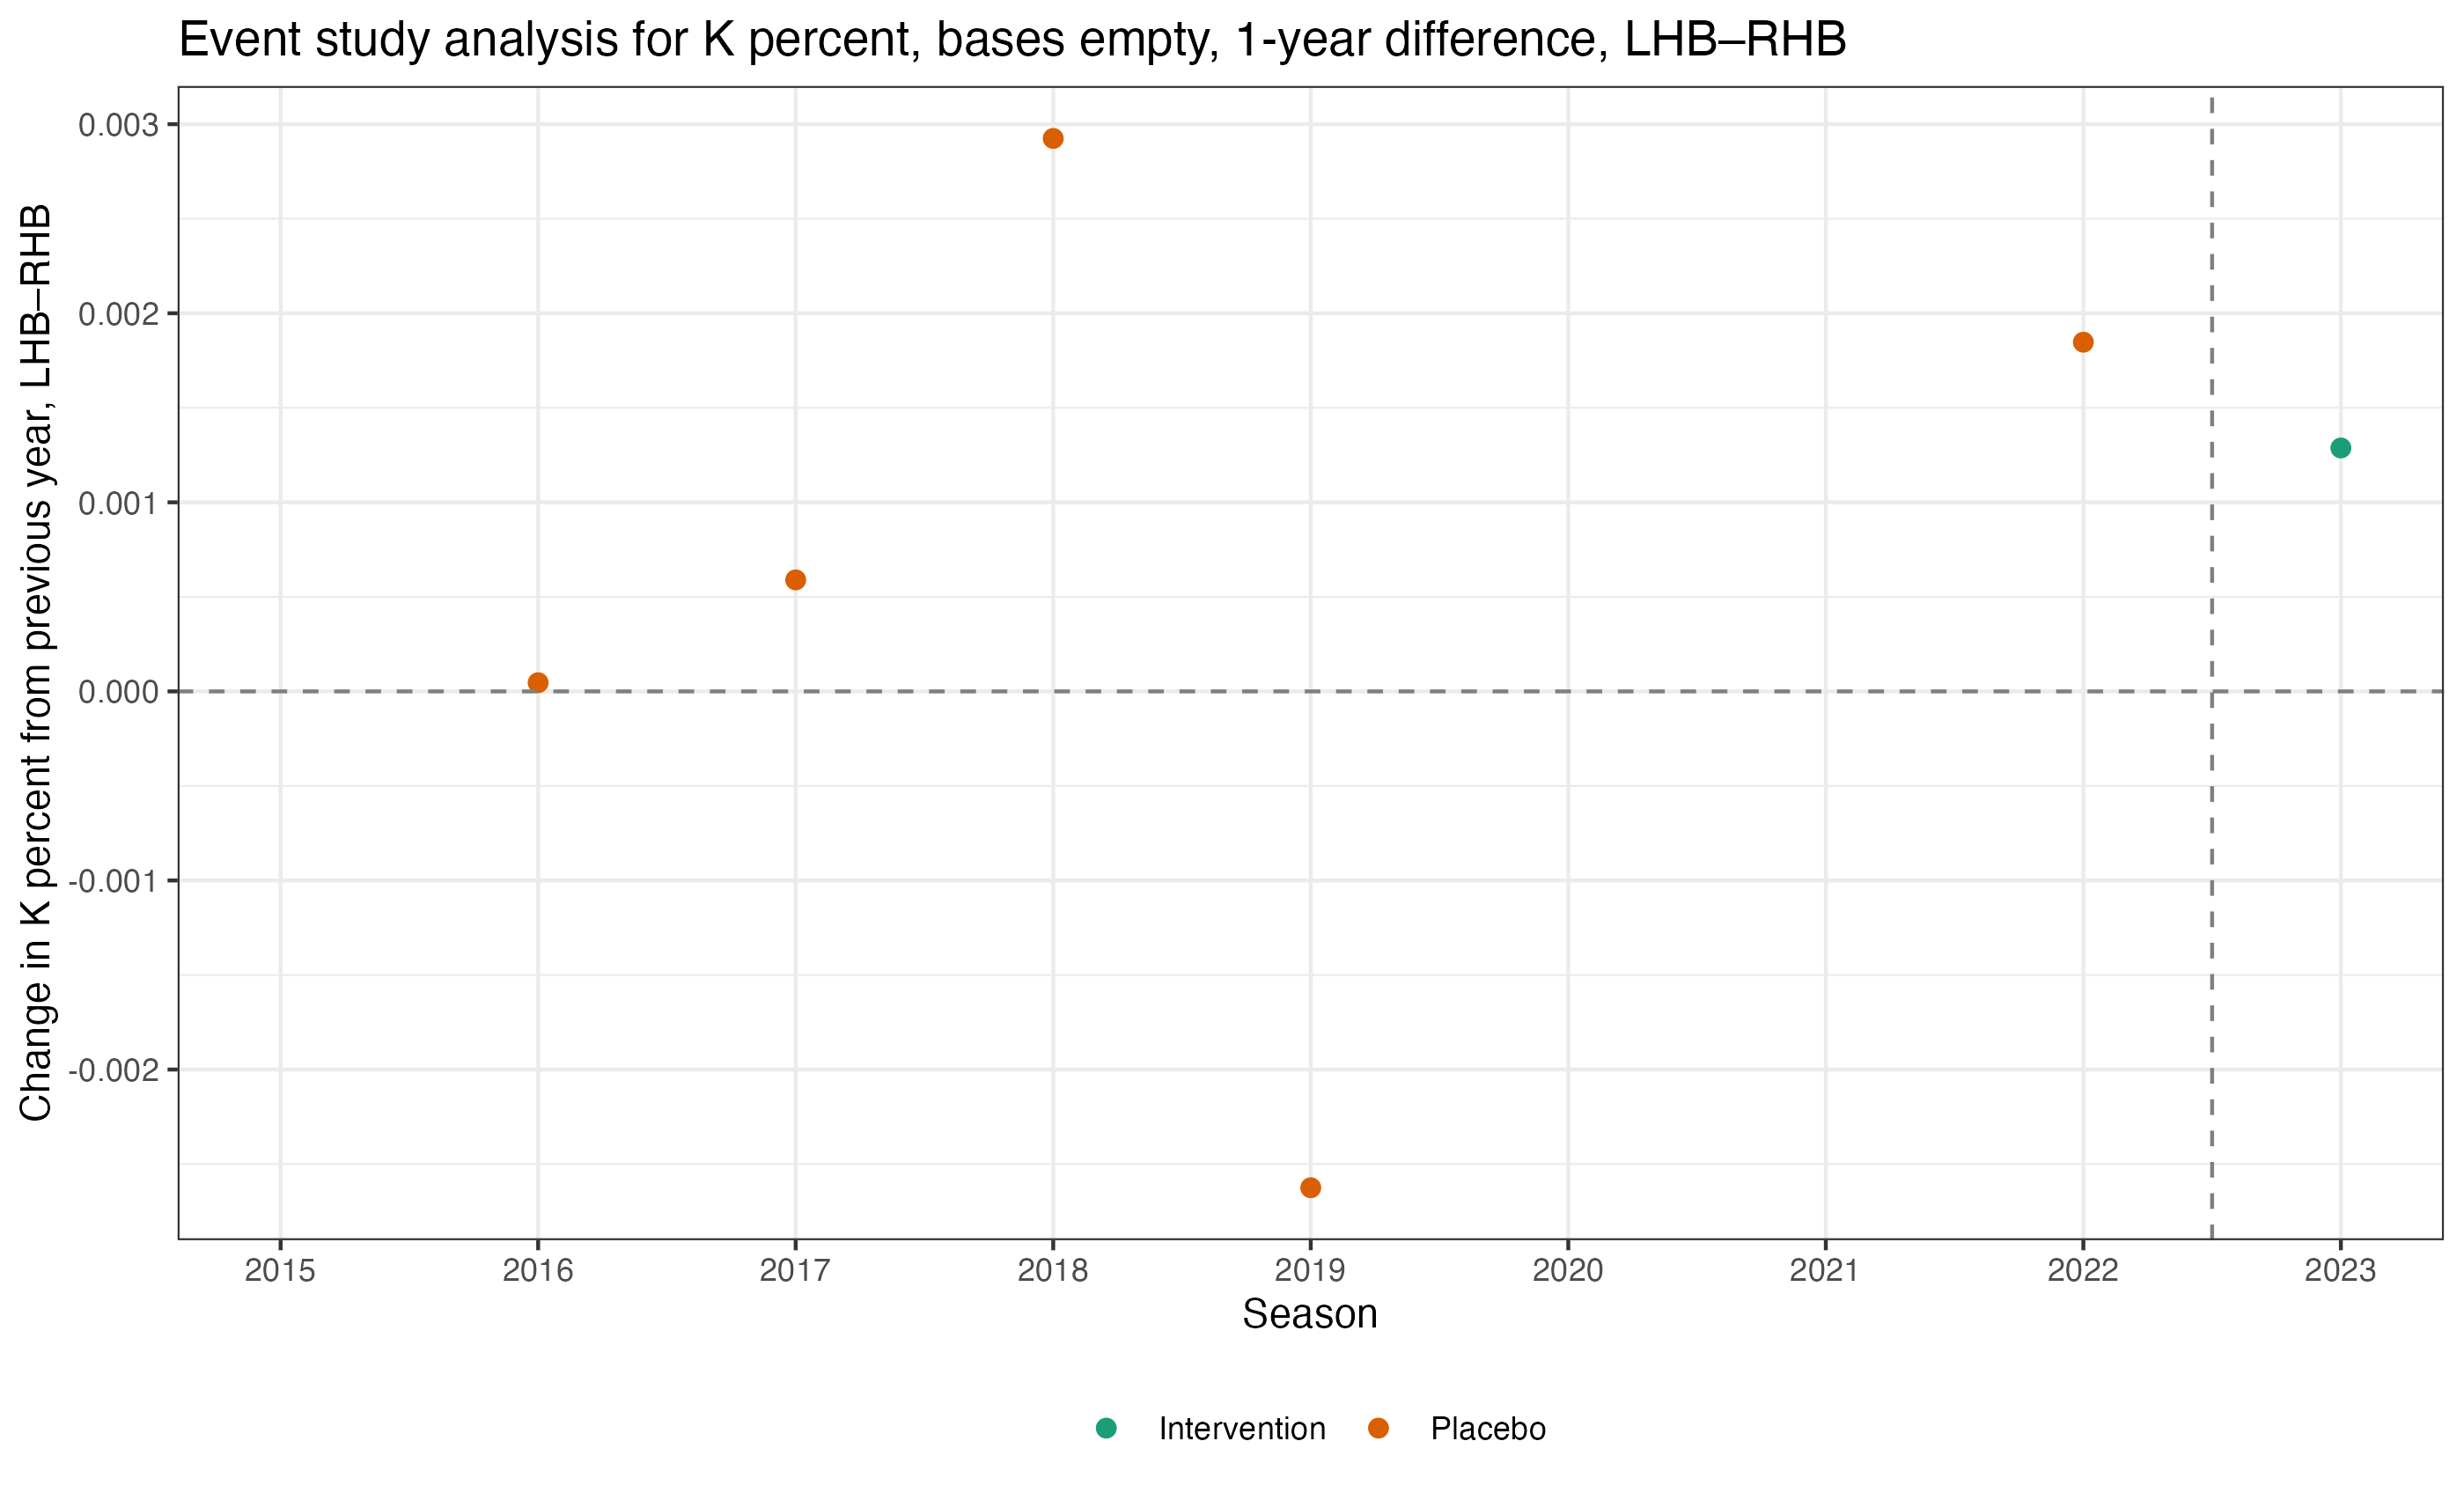 Event study analysis for K percent, bases empty, 1-year difference, LHB–RHB
Change in K percent from previous year, LHB–RHB
0.003
0.002
0.001
0.000
-0.001
-0.002
2015 2016 2017 2018 2019 2020 2021 2022 2023
Season
Intervention Placebo